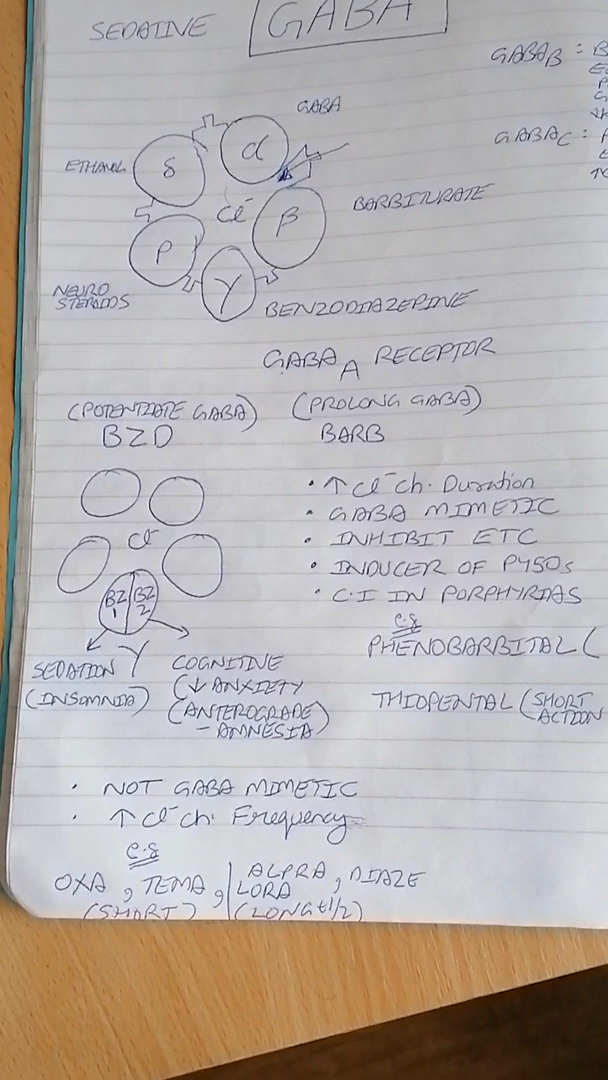 SEDATIVE
GABA
GABA B : B
GABA C :
GABA
ETHANOL
δ
α
Cl-
β
BARBITURATE
ρ
γ
NEURO
STEROIDS
BENZODIAZEPINE
GABA A RECEPTOR
(POTENTIATE GABA)
BZD
(PROLONG GABA)
BARB
Cl-
BZ 1
BZ 2
γ
SEDATION
(INSOMNIA)
COGNITIVE
(↓ ANXIETY
(ANTEROGRADE)
- AMNESIA)
• ↑ Cl- ch. Duration
• GABA MIMETIC
• INHIBIT ETC
• INDUCER OF P450s
• C.I IN PORPHYRIAS
e.g
PHENOBARBITAL (
THIOPENTAL (SHORT
ACTION
• NOT GABA MIMETIC
• ↑ Cl- ch. Frequency
e.g
OXA, TEMA,
(SHORT)
ALPRA, DIAZE
LORA
(LONG t1/2)